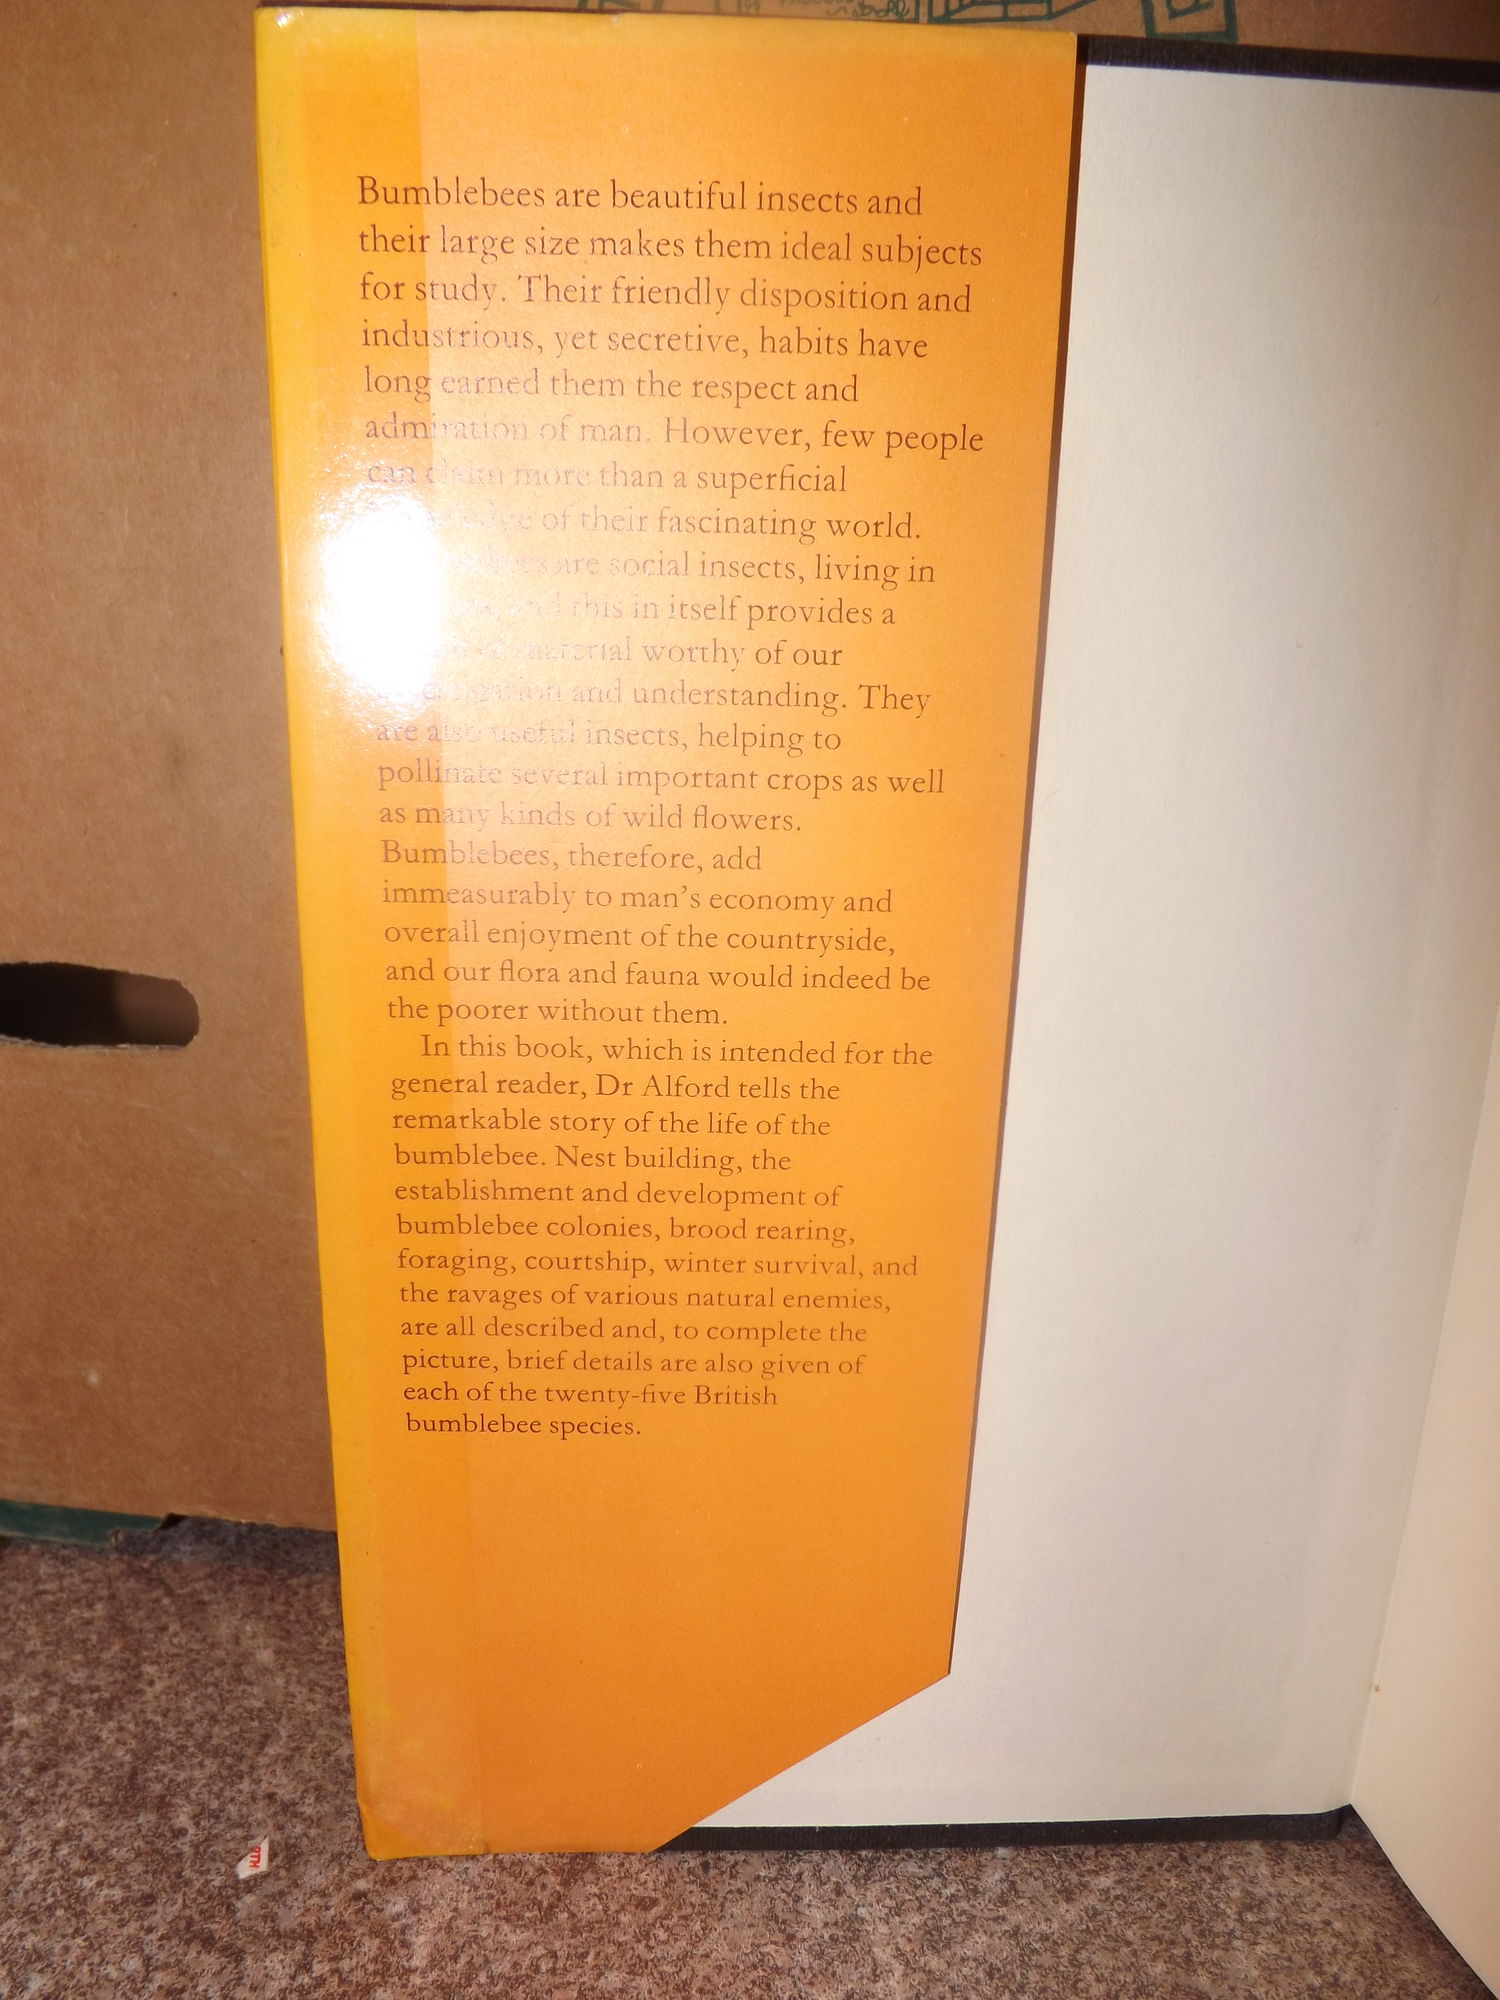 Bumblebees are beautiful insects and
their large size makes them ideal subjects
for study. Their friendly disposition and
industrious, yet secretive, habits have
long earned them the respect and
admiration of man. However, few people
can claim more than a superficial
of their fascinating world.
are social insects, living in
and this in itself provides a
material worthy of our
and understanding. They
are also useful insects, helping to
pollinate several important crops as well
as many kinds of wild flowers.
Bumblebees, therefore, add
immeasurably to man's economy and
overall enjoyment of the countryside,
and our flora and fauna would indeed be
the poorer without them.
In this book, which is intended for the
general reader, Dr Alford tells the
remarkable story of the life of the
bumblebee. Nest building, the
establishment and development of
bumblebee colonies, brood rearing,
foraging, courtship, winter survival, and
the ravages of various natural enemies,
are all described and, to complete the
picture, brief details are also given of
each of the twenty-five British
bumblebee species.